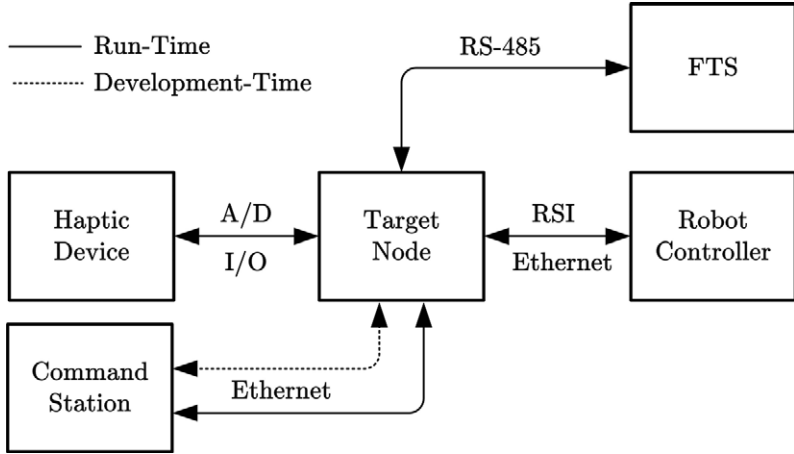 Run-Time
Development-Time
RS-485
FTS
Haptic
Device
A/D
I/O
Target
Node
RSI
Ethernet
Robot
Controller
Command
Station
Ethernet